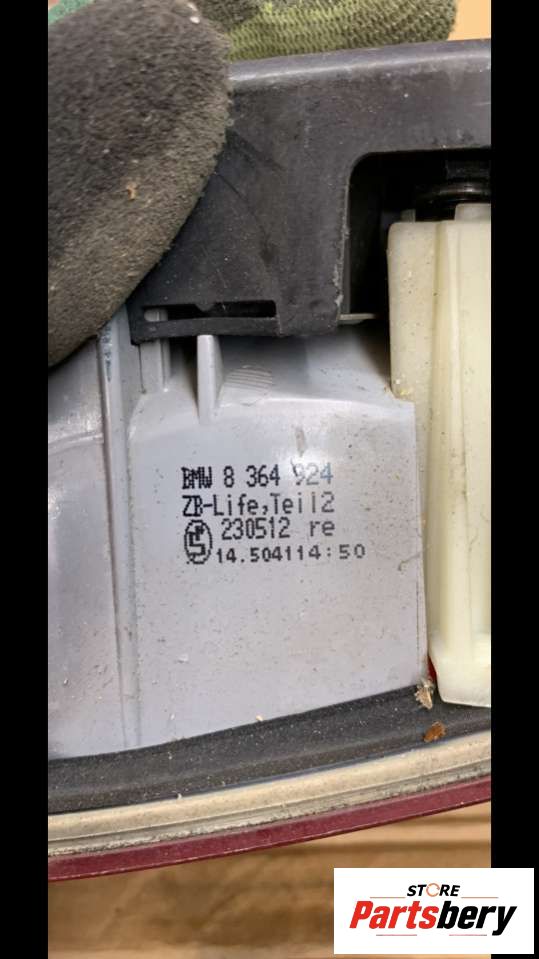 BMW 8 364 924
ZB-Life,Teil2
230512 re
14.504114:50
STORE
Partsbery